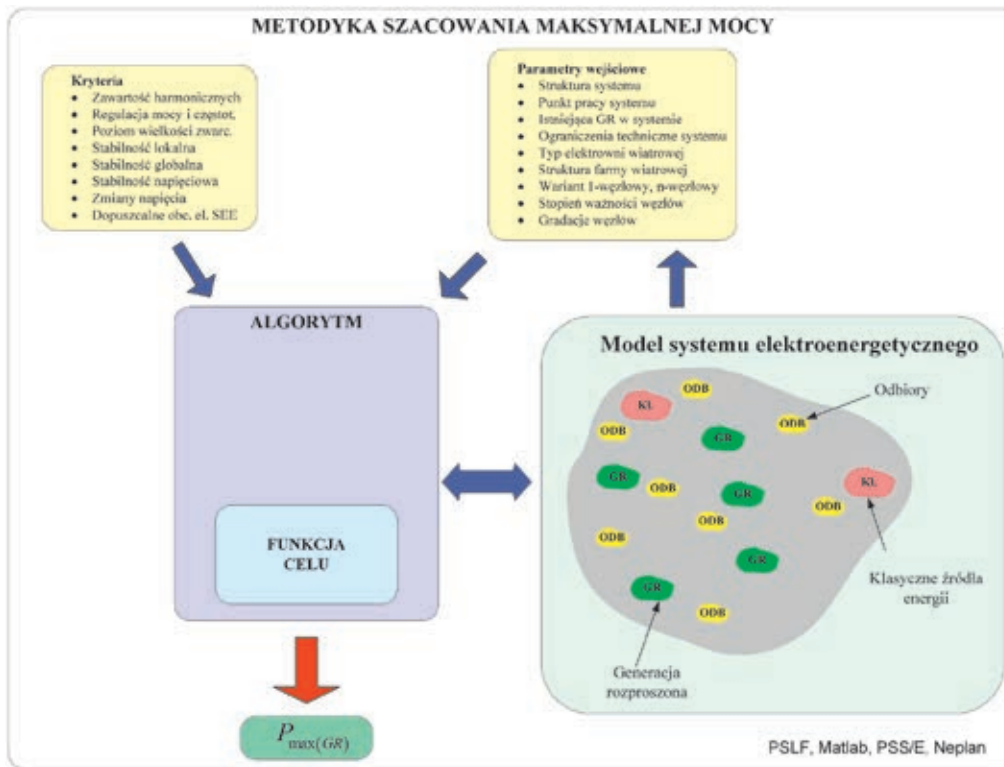 METODYKA SZACOWANIA MAKSYMALNEJ MOCY
Kryteria
• Zawartość harmonicznych
• Regulacja mocy i częstot.
• Poziom wielkości zwarc.
• Stabilność lokalna
• Stabilność globalna
• Stabilność napięciowa
• Zmiany napięcia
• Dopuszcalne obc. el. SEE
Parametry wejściowe
• Struktura systemu
• Punkt pracy systemu
• Istniejąca GR w systemie
• Ograniczenia techniczne systemu
• Typ elektrowni wiatrowej
• Struktura farmy wiatrowej
• Wariant 1-węzłowy, n-węzłowy
• Stopień ważności węzłów
• Gradacje węzłów
ALGORYTM
FUNKCJA
CELU
P max(GR)
Model systemu elektroenergetycznego
ODB
KL
Odbiory
ODB
ODB
GR
GR
ODB
GR
KL
ODB
ODB
ODB
GR
Klasyczne źródła
energii
GR
ODB
Generacja
rozproszona
PSLF, Matlab, PSS/E, Neplan